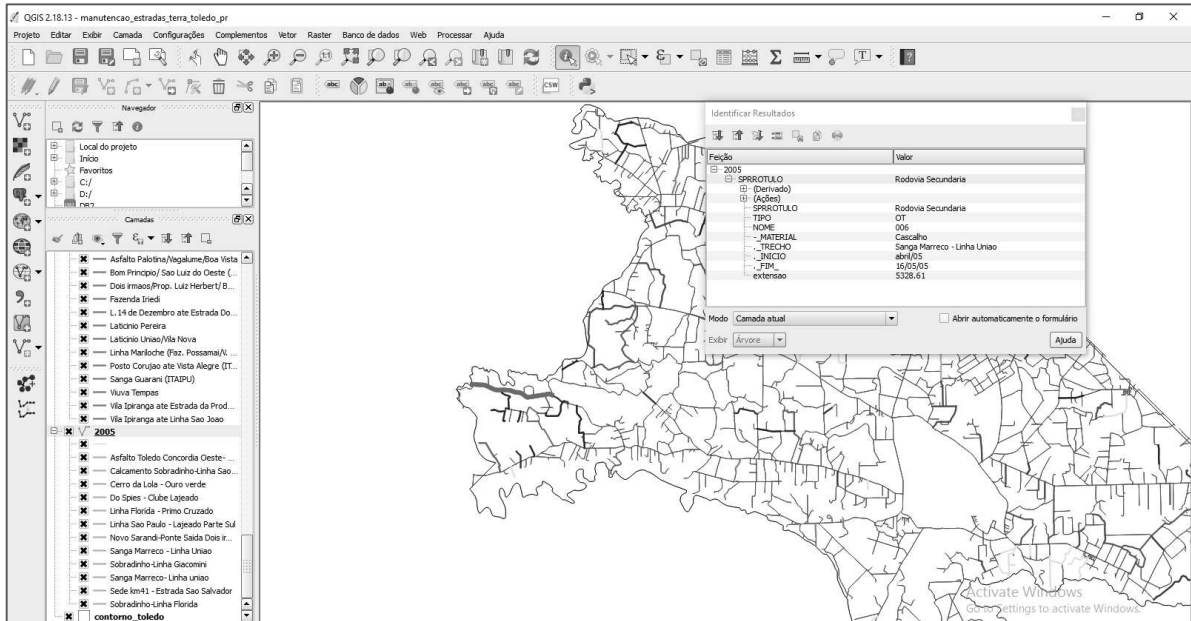 QGIS 2.18.13 - manutencao_estradas_terra_toledo_pr
Projeto Editar Exibir Camada Configurações Complementos Vetor Raster Banco de dados Web Processar Ajuda
abc abc abc abc abc abc CSW
Navegador
Local do projeto
Início
Favoritos
C:/
D:/
DB2
Camadas
Asfalto Palotina/Vagalume/Boa Vista
Bom Principio/ Sao Luiz do Oeste (...
Dois irmaos/Prop. Luiz Herbert/ B...
Fazenda Iriedi
L.14 de Dezembro ate Estrada Do...
Laticinio Pereira
Laticinio Uniao/Vila Nova
Linha Mariloche (Faz. Possamai/V. ...
Posto Corujao ate Vista Alegre (IT...
Sanga Guarani (ITAIPU)
Viuva Tempas
Vila Ipiranga ate Estrada da Prod...
Vila Ipiranga ate Linha Sao Joao
2005
Asfalto Toledo Concordia Oeste- ...
Calcamento Sobradinho-Linha Sao...
Cerro da Lola - Ouro verde
Do Spies - Clube Lajeado
Linha Florida - Primo Cruzado
Linha Sao Paulo - Lajeado Parte Sul
Novo Sarandi-Ponte Saida Dois ir...
Sanga Marreco - Linha Uniao
Sobradinho-Linha Giacomini
Sanga Marreco- Linha uniao
Sede km41 - Estrada Sao Salvador
Sobradinho-Linha Florida
contorno_toledo
Identificar Resultados
Feição Valor
2005
SPRROTULO Rodovia Secundaria
(Derivado)
(Ações)
SPRROTULO Rodovia Secundaria
TIPO OT
NOME 006
-_MATERIAL Cascalho
._TRECHO Sanga Marreco - Linha Uniao
._INICIO abril/05
._FIM_ 16/05/05
extensao 5328.61
Modo Camada atual Abrir automaticamente o formulário
Exibir Árvore Ajuda
Activate Windows
Go to Settings to activate Windows.